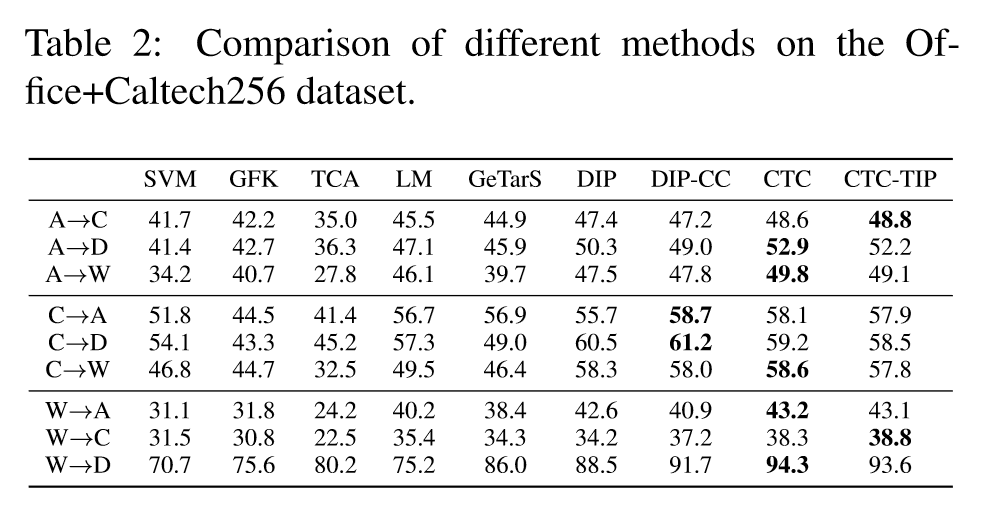 Table 2: Comparison of different methods on the Of-
fice+Caltech256 dataset.
SVM GFK TCA LM GeTarS DIP DIP-CC CTC CTC-TIP
A→C 41.7 42.2 35.0 45.5 44.9 47.4 47.2 48.6 48.8
A→D 41.4 42.7 36.3 47.1 45.9 50.3 49.0 52.9 52.2
A→W 34.2 40.7 27.8 46.1 39.7 47.5 47.8 49.8 49.1
C→A 51.8 44.5 41.4 56.7 56.9 55.7 58.7 58.1 57.9
C→D 54.1 43.3 45.2 57.3 49.0 60.5 61.2 59.2 58.5
C→W 46.8 44.7 32.5 49.5 46.4 58.3 58.0 58.6 57.8
W→A 31.1 31.8 24.2 40.2 38.4 42.6 40.9 43.2 43.1
W→C 31.5 30.8 22.5 35.4 34.3 34.2 37.2 38.3 38.8
W→D 70.7 75.6 80.2 75.2 86.0 88.5 91.7 94.3 93.6